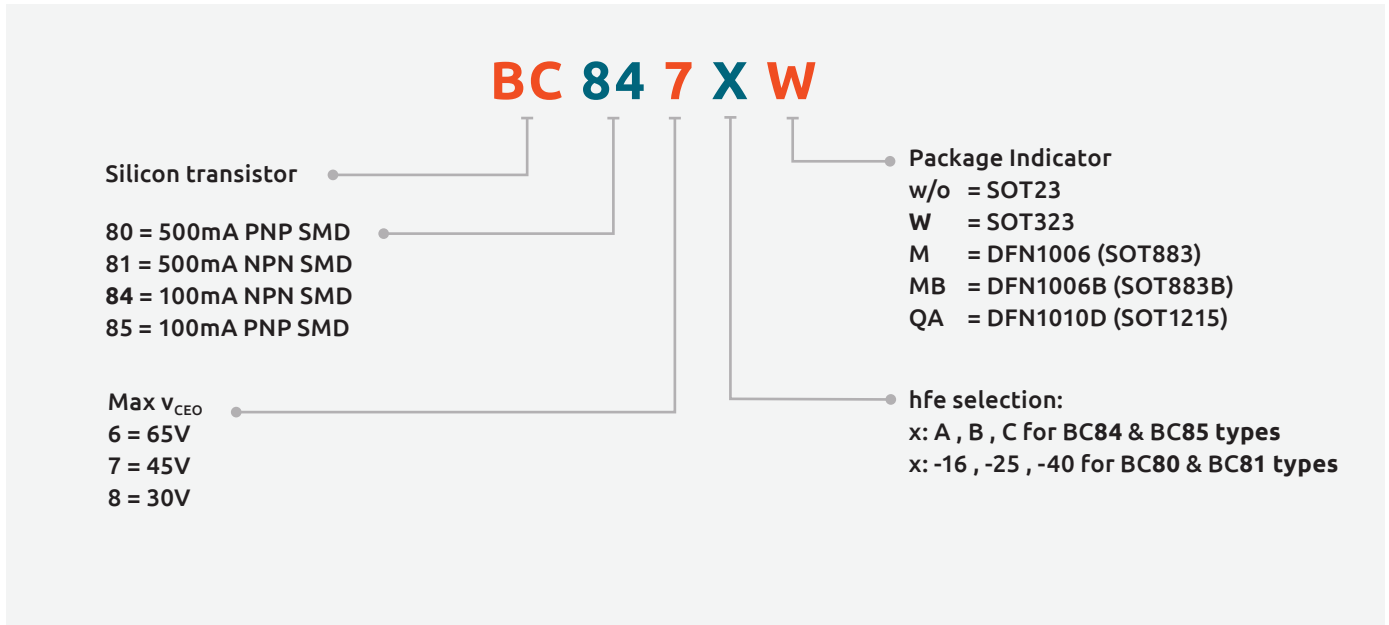 BC 84 7 X W
Silicon transistor
80 = 500mA PNP SMD
81 = 500mA NPN SMD
84 = 100mA NPN SMD
85 = 100mA PNP SMD
Max vCEO
6 = 65V
7 = 45V
8 = 30V
Package Indicator
w/o = SOT23
W = SOT323
M = DFN1006 (SOT883)
MB = DFN1006B (SOT883B)
QA = DFN1010D (SOT1215)
hfe selection:
x: A , B , C for BC84 & BC85 types
x: -16 , -25 , -40 for BC80 & BC81 types